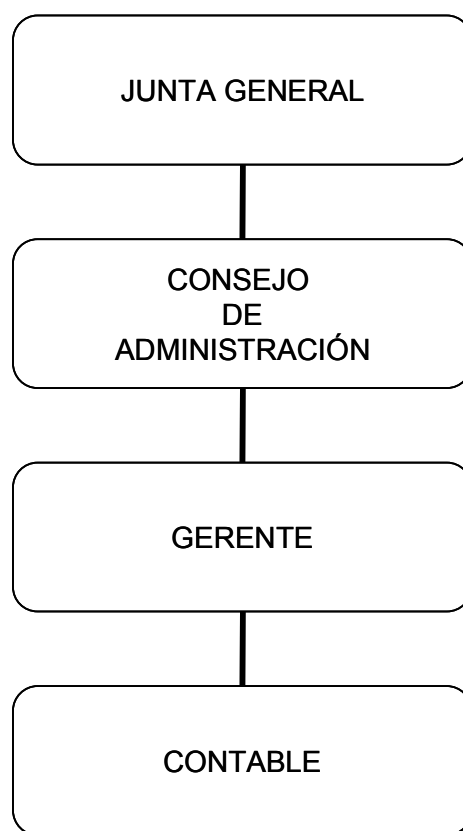 JUNTA GENERAL
CONSEJO
DE
ADMINISTRACIÓN
GERENTE
CONTABLE